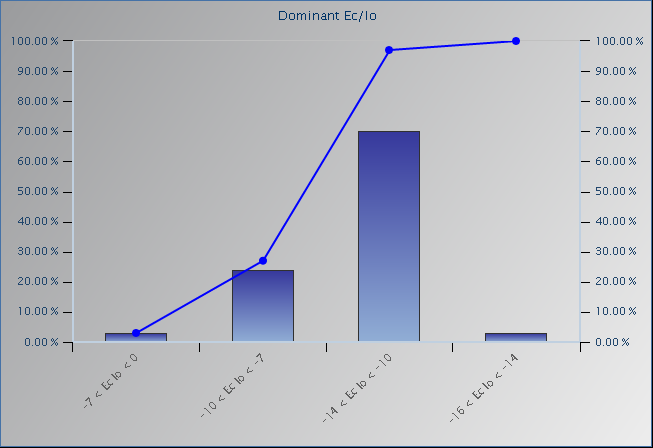 Dominant Ec/Io
100.00 % 100.00 %
90.00 % 90.00 %
80.00 % 80.00 %
70.00 % 70.00 %
60.00 % 60.00 %
50.00 % 50.00 %
40.00 % 40.00 %
30.00 % 30.00 %
20.00 % 20.00 %
10.00 % 10.00 %
0.00 % 0.00 %
-7 < Ec Io < 0
-10 < Ec Io < -7
-14 < Ec Io < -10
-16 < Ec Io < -14